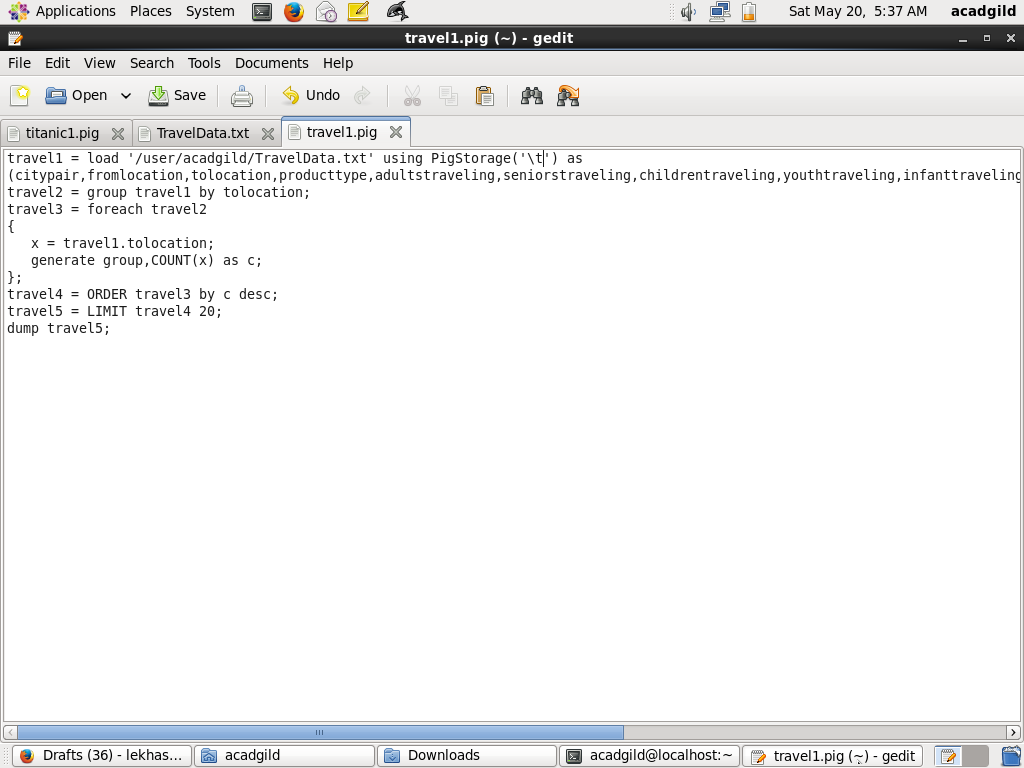 Applications Places System Sat May 20, 5:37 AM acadgild
travel1.pig (~) - gedit
File Edit View Search Tools Documents Help
Open Save Undo
titanic1.pig TravelData.txt travel1.pig
travel1 = load '/user/acadgild/TravelData.txt' using PigStorage('\t') as
(citypair,fromlocation,tolocation,producttype,adultstraveling,seniorstraveling,childrentraveling,youthtraveling,infanttraveling
travel2 = group travel1 by tolocation;
travel3 = foreach travel2
{
x = travel1.tolocation;
generate group,COUNT(x) as c;
};
travel4 = ORDER travel3 by c desc;
travel5 = LIMIT travel4 20;
dump travel5;
Drafts (36) - lekhas... acadgild Downloads acadgild@localhost:~ travel1.pig (~) - gedit